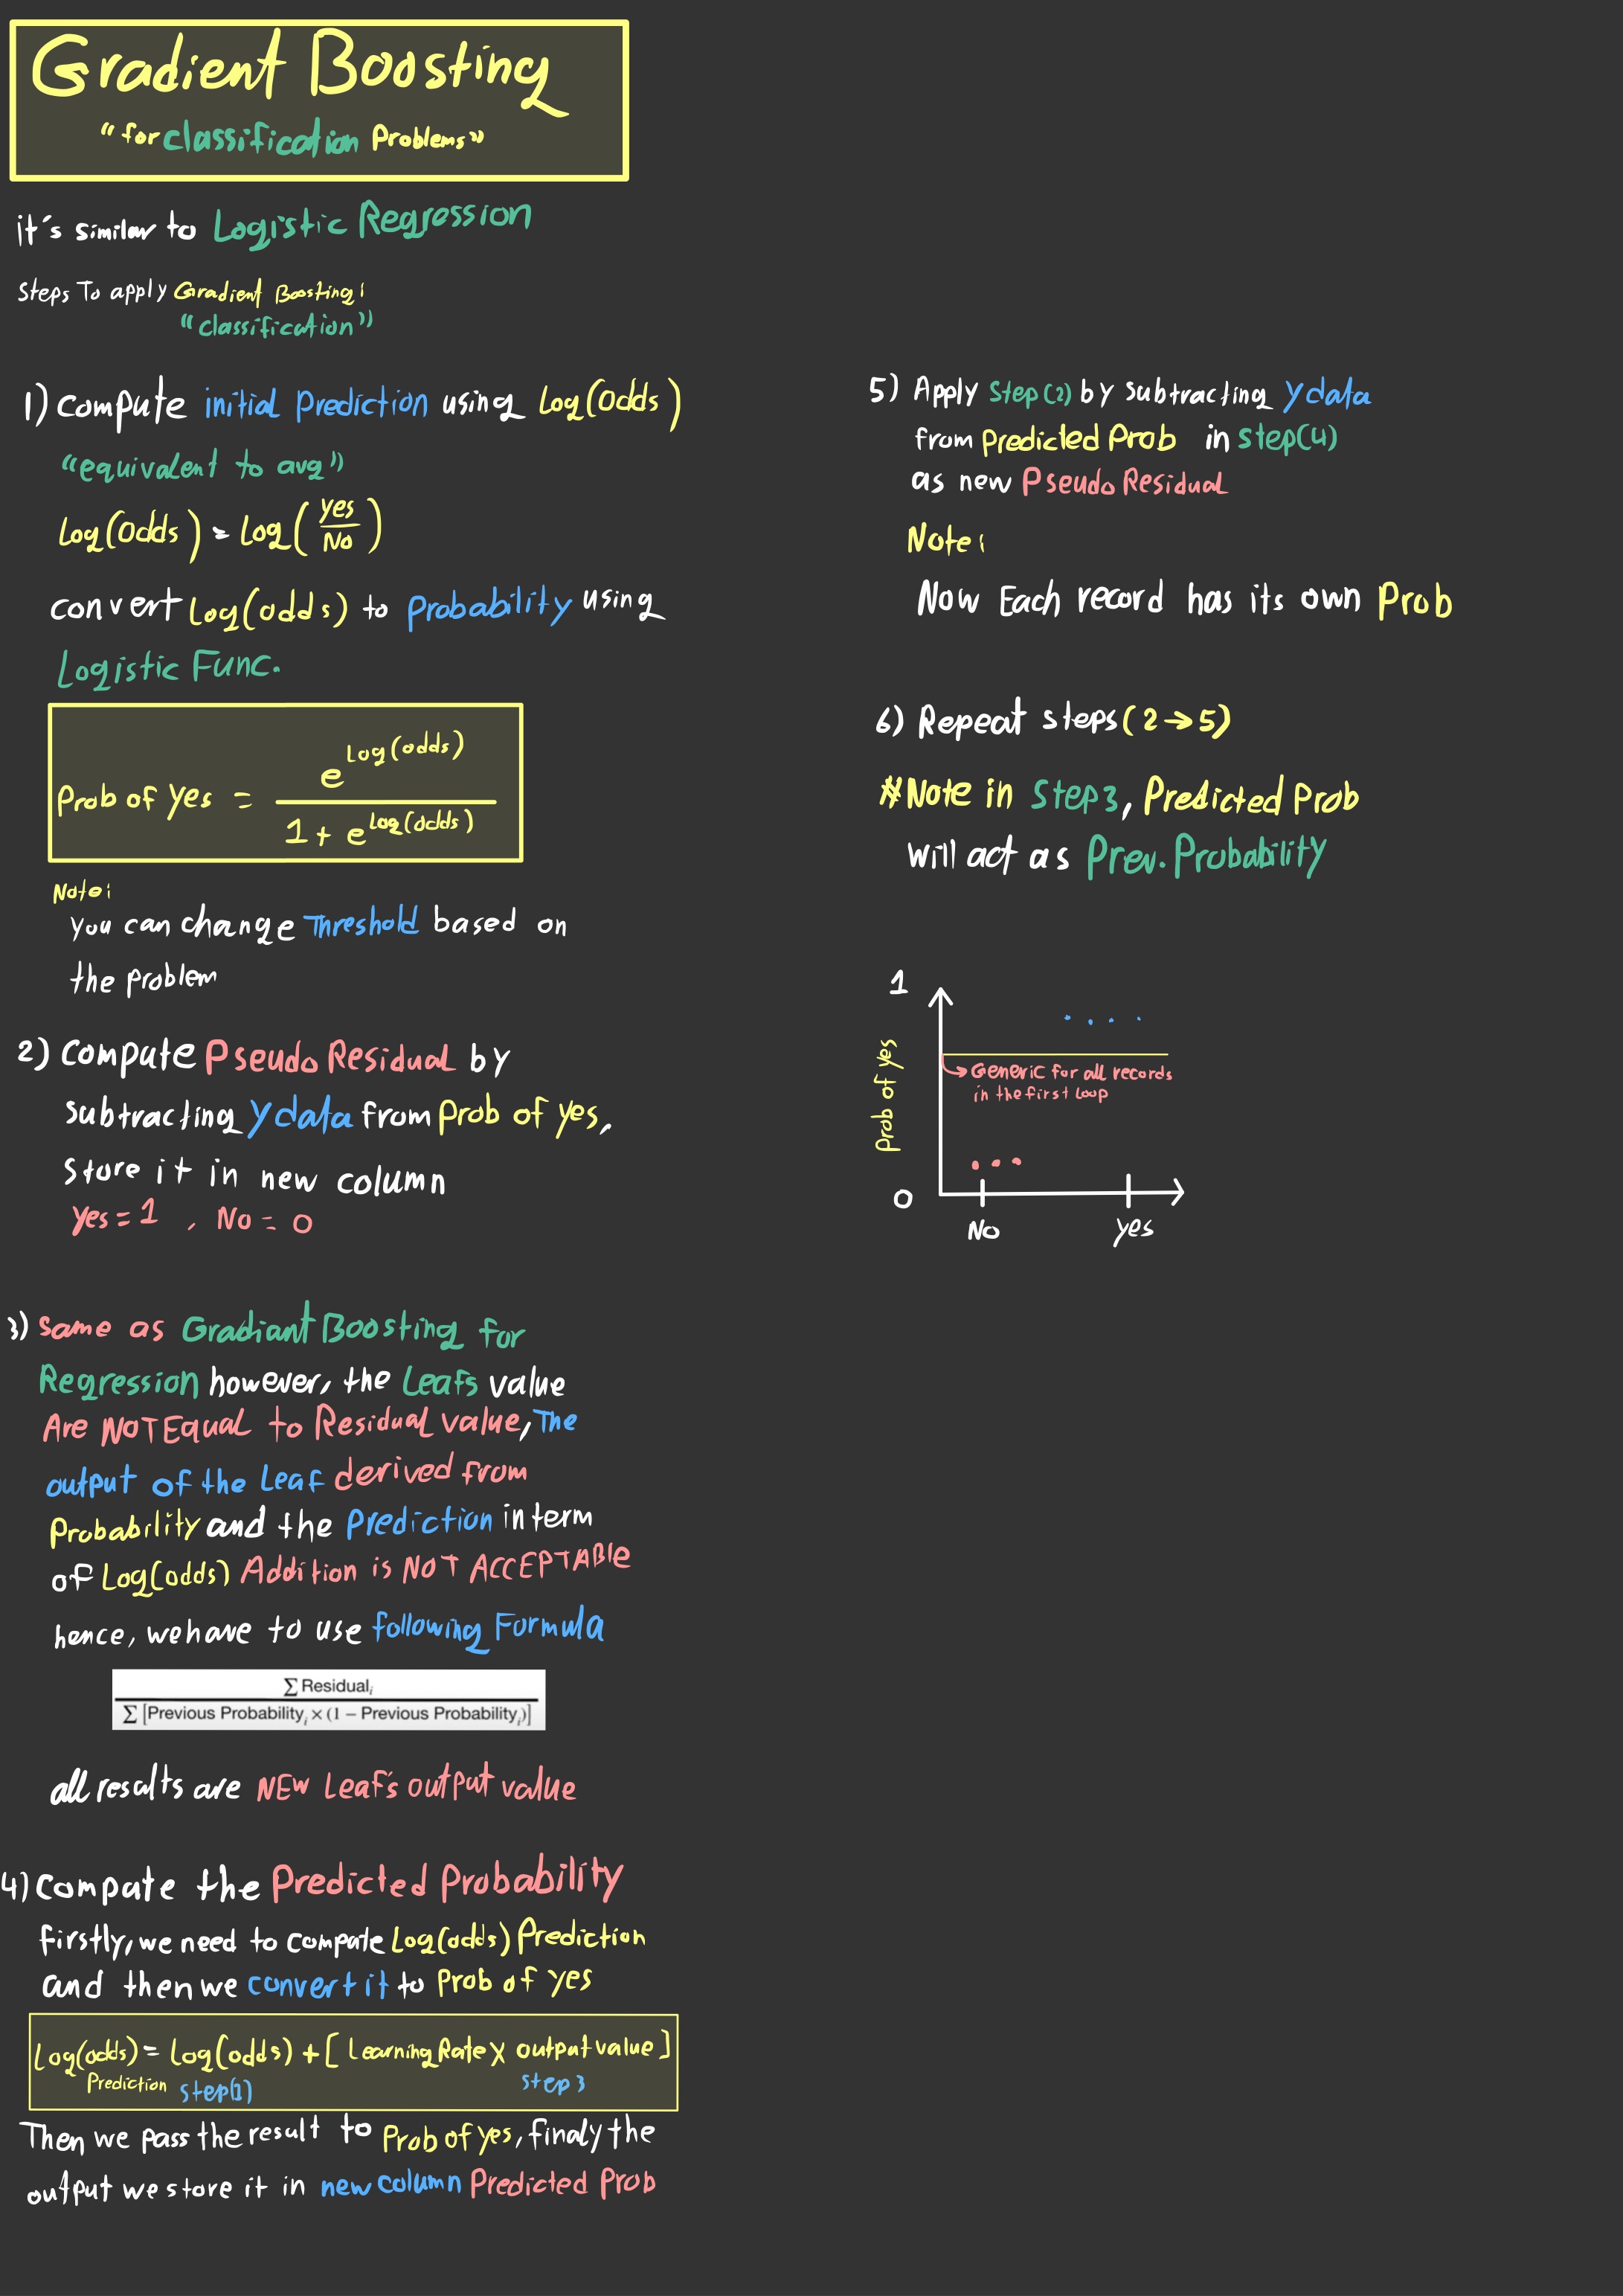 Gradient Boosting
"for classification Problems"
it's similar to Logistic Regression
Steps To apply Gradient Boosting:
"classification"
1) Compute initial prediction using Log(Odds)
"equivalent to avg"
Log(Odds) = Log(Yes/No)
convert Log(odds) to Probability using
Logistic Func.
Prob of Yes = e^Log(odds) / 1 + e^Log(odds)
Note:
you can change Threshold based on
the problem
2) Compute Pseudo Residual by
subtracting Y data from Prob of yes,
Store it in new column
Yes = 1 , No = 0
3) Same as Gradiant Boosting for
Regression however, the Leafs value
Are NOT Equal to Residual value, The
output of the Leaf derived from
Probability and the Prediction in term
of Log(odds) Addition is NOT ACCEPTABLE
hence, we have to use following Formula
∑ Residualᵢ
∑ [Previous Probabilityᵢ × (1 − Previous Probabilityᵢ)]
all results are NEW Leaf's output value
4) Compute the Predicted Probability
firstly, we need to compute Log(odds) Prediction
and then we convert it to Prob of Yes
Log(odds) = Log(odds) + [Learning Rate X output value]
Prediction step(1) step 3
Then we pass the result to Prob of yes, finaly the
output we store it in new column Predicted Prob
5) Apply Step(2) by subtracting Y data
from Predicted Prob in step(4)
as new Pseudo Residual
Note:
Now Each record has its own Prob
6) Repeat steps (2→5)
#Note in Step 3, Predicted Prob
will act as Prev. Probability
1
Prob of yes
Generic for all records
in the first Loop
0
No yes